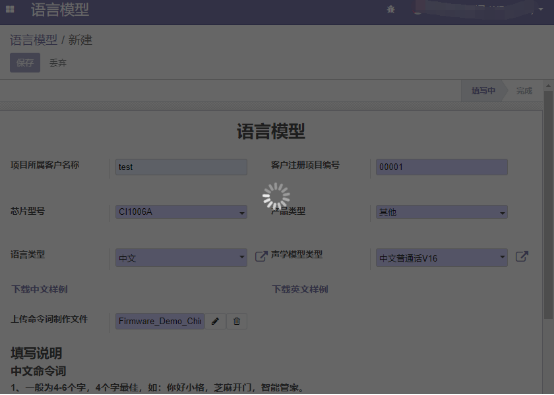 语言模型
语言模型 / 新建
保存 丢弃
填写中 完成
语言模型
项目所属客户名称 test 客户注册项目编号 00001
芯片型号 CI1006A 产品类型 其他
语言类型 中文 声学模型类型 中文普通话V16
下载中文样例 下载英文样例
上传命令词制作文件 Firmware_Demo_Chi
填写说明
中文命令词
1、一般为4-6个字，4个字最佳，如：你好小格，芝麻开门，智能管家。